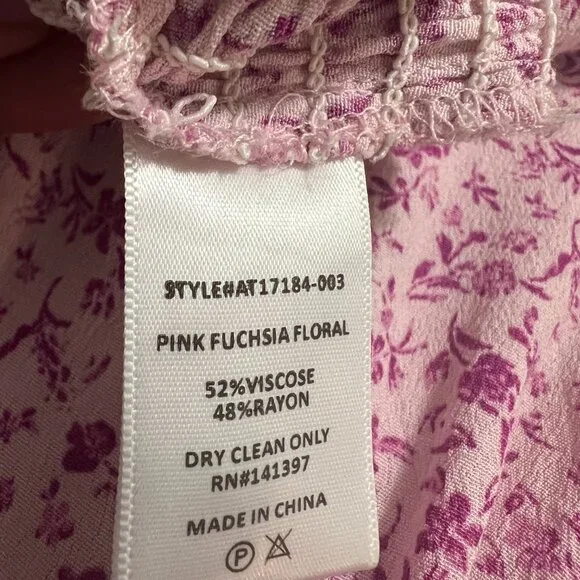 STYLE#AT17184-003
PINK FUCHSIA FLORAL
52%VISCOSE
48%RAYON
DRY CLEAN ONLY
RN#141397
MADE IN CHINA
P